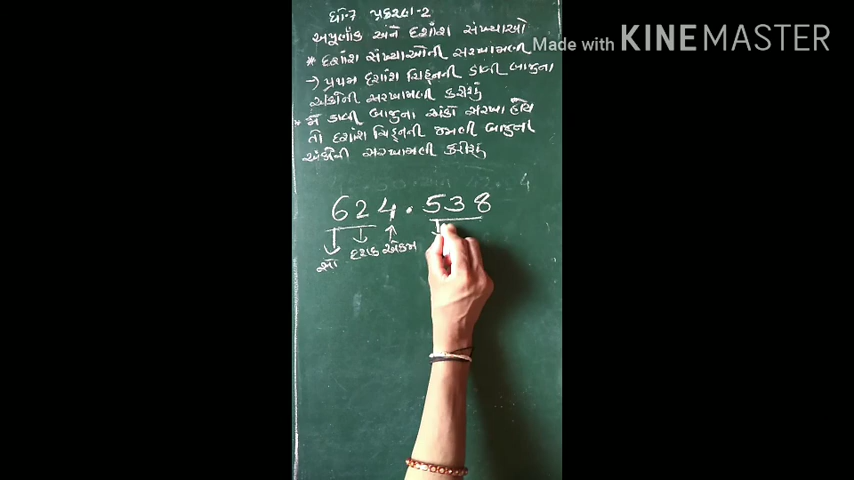 ધો-7 પ્રકરણ-2
અપૂર્ણાંક અને દશાંશ સંખ્યાઓ
* દશાંશ સંખ્યાઓની સરખામણી
Made with KINEMASTER
→ પ્રથમ દશાંશ ચિહ્નની ડાબી બાજુના
અંકોની સરખામણી કરીશું
* જો ડાબી બાજુના અંકો સરખા હોય
તો દશાંશ ચિહ્નની જમણી બાજુના
અંકોની સરખામણી કરીશું
4
624.538
સો દશક એકમ